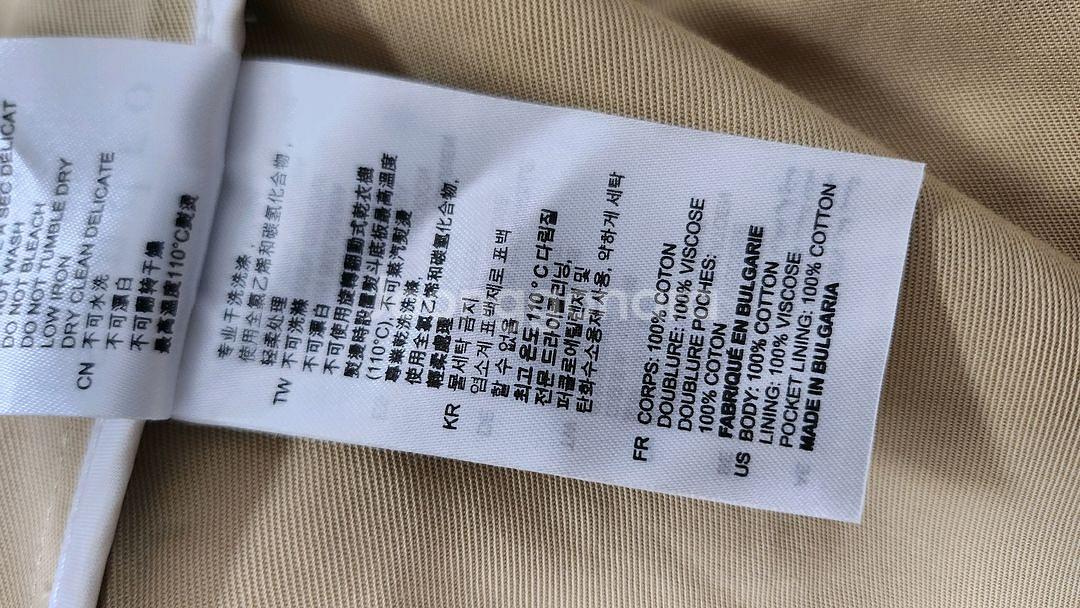 DO NOT WASH
DO NOT BLEACH
DO NOT TUMBLE DRY
LOW IRON
DRY CLEAN DELICATE
CN 不可水洗
不可漂白
不可翻转干燥
最高溫度110°C熨烫
专业干洗洗涤,
使用全氯乙烯和碳氢化合物,
轻柔处理
TW 不可洗滌
不可漂白
不可使用旋轉翻動式乾衣機
熨燙時設置熨斗底板最高溫度
(110°C), 不可蒸汽熨燙
專業乾洗洗滌,
使用全氯乙烯和碳氫化合物,
輕柔處理
KR 물세탁 금지
염소계 표백제로 표백
할 수 없음
최고 온도 110°C 다림질
전문 드라이클리닝,
퍼클로에틸렌제 및
탄화수소용제 사용, 약하게 세탁
FR CORPS: 100% COTON
DOUBLURE: 100% VISCOSE
DOUBLURE POCHES:
100% COTON
FABRIQUÉ EN BULGARIE
US BODY: 100% COTTON
LINING: 100% VISCOSE
POCKET LINING: 100% COTTON
MADE IN BULGARIA